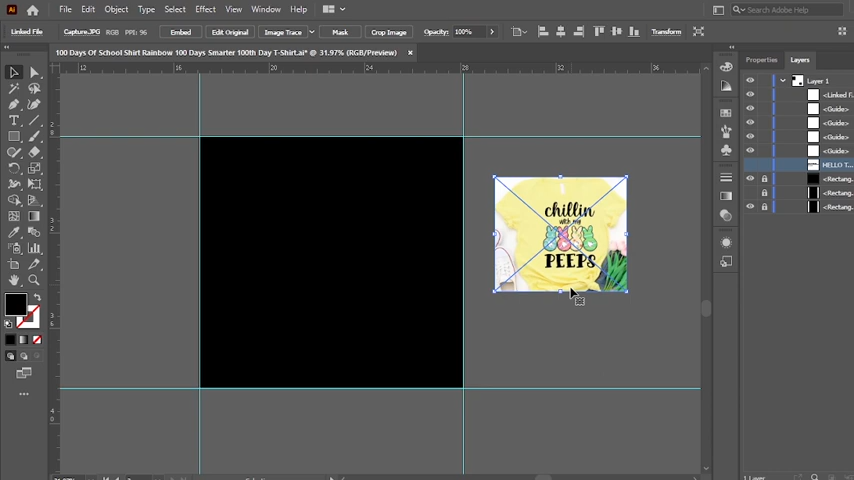 Ai File Edit Object Type Select Effect View Window Help Search Adobe Help
Linked File Capture.JPG RGB PPI: 96 Embed Edit Original Image Trace Mask Crop Image Opacity: 100% Transform
100 Days Of School Shirt Rainbow 100 Days Smarter 100th Day T-Shirt.ai* @ 31.97% (RGB/Preview) ×
Properties Layers
12 16 20 24 28 32 36
Layer 1
<Linked F...
<Guide>
<Guide>
<Guide>
<Guide>
HELLO T...
<Rectang...
<Rectang...
<Rectang...
chillin
with my
PEEPS
1 Layer